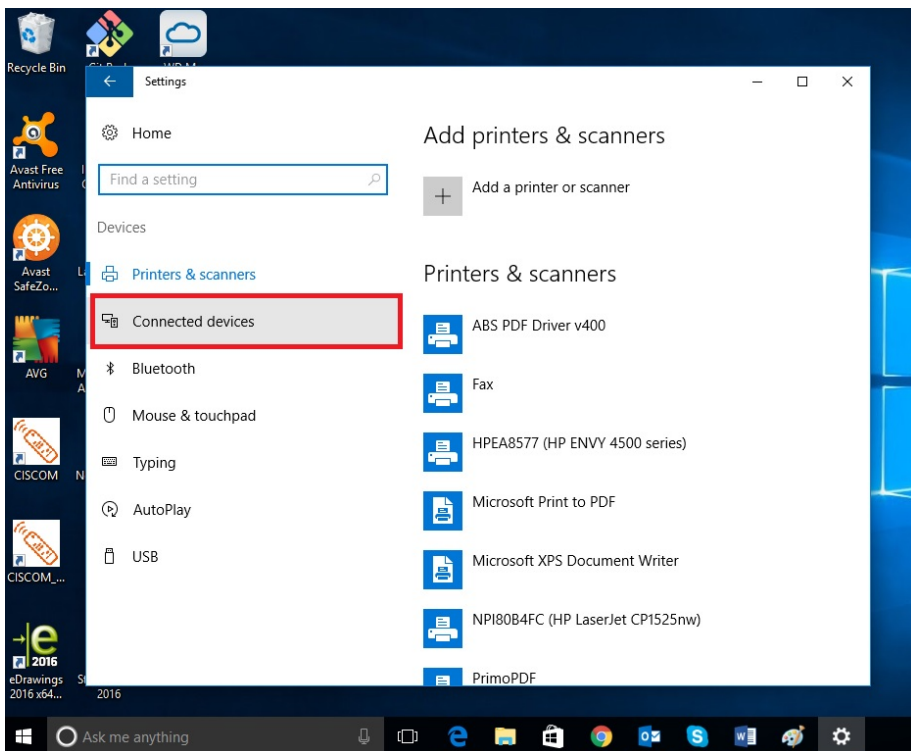 Recycle Bin
Settings
Home
Find a setting
Devices
Printers & scanners
Connected devices
Bluetooth
Mouse & touchpad
Typing
AutoPlay
USB
Add printers & scanners
Add a printer or scanner
Printers & scanners
ABS PDF Driver v400
Fax
HPEA8577 (HP ENVY 4500 series)
Microsoft Print to PDF
Microsoft XPS Document Writer
NPI80B4FC (HP LaserJet CP1525nw)
PrimoPDF
Avast Free
Antivirus
Avast
SafeZo...
AVG
CISCOM
CISCOM_...
2016
eDrawings
2016 x64...
2016
Ask me anything